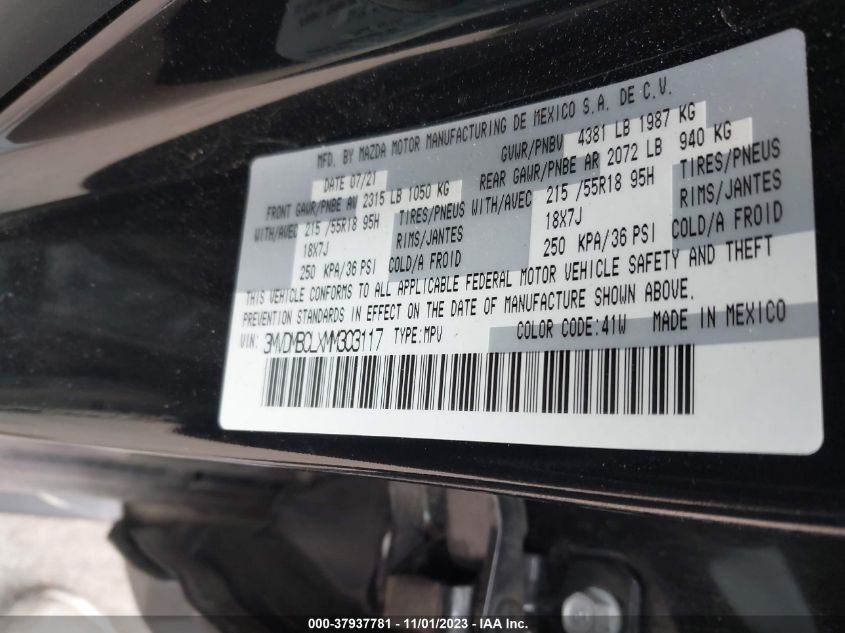 MFD. BY MAZDA MOTOR MANUFACTURING DE MEXICO S.A. DE C.V.
DATE 07/21 GVWR/PNBV 4381 LB 1987 KG
FRONT GAWR/PNBE AV 2315 LB 1050 KG REAR GAWR/PNBE AR 2072 LB 940 KG
WITH/AVEC 215 /55R18 95H TIRES/PNEUS WITH/AVEC 215 /55R18 95H TIRES/PNEUS
18X7J RIMS/JANTES 18X7J RIMS/JANTES
250 KPA/36 PSI COLD/A FROID 250 KPA/36 PSI COLD/A FROID
THIS VEHICLE CONFORMS TO ALL APPLICABLE FEDERAL MOTOR VEHICLE SAFETY AND THEFT
PREVENTION STANDARDS IN EFFECT ON THE DATE OF MANUFACTURE SHOWN ABOVE.
VIN: 3MVDMBCLXMM303117 TYPE:MPV COLOR CODE:41W MADE IN MEXICO
000-37937781 - 11/01/2023 - IAA Inc.